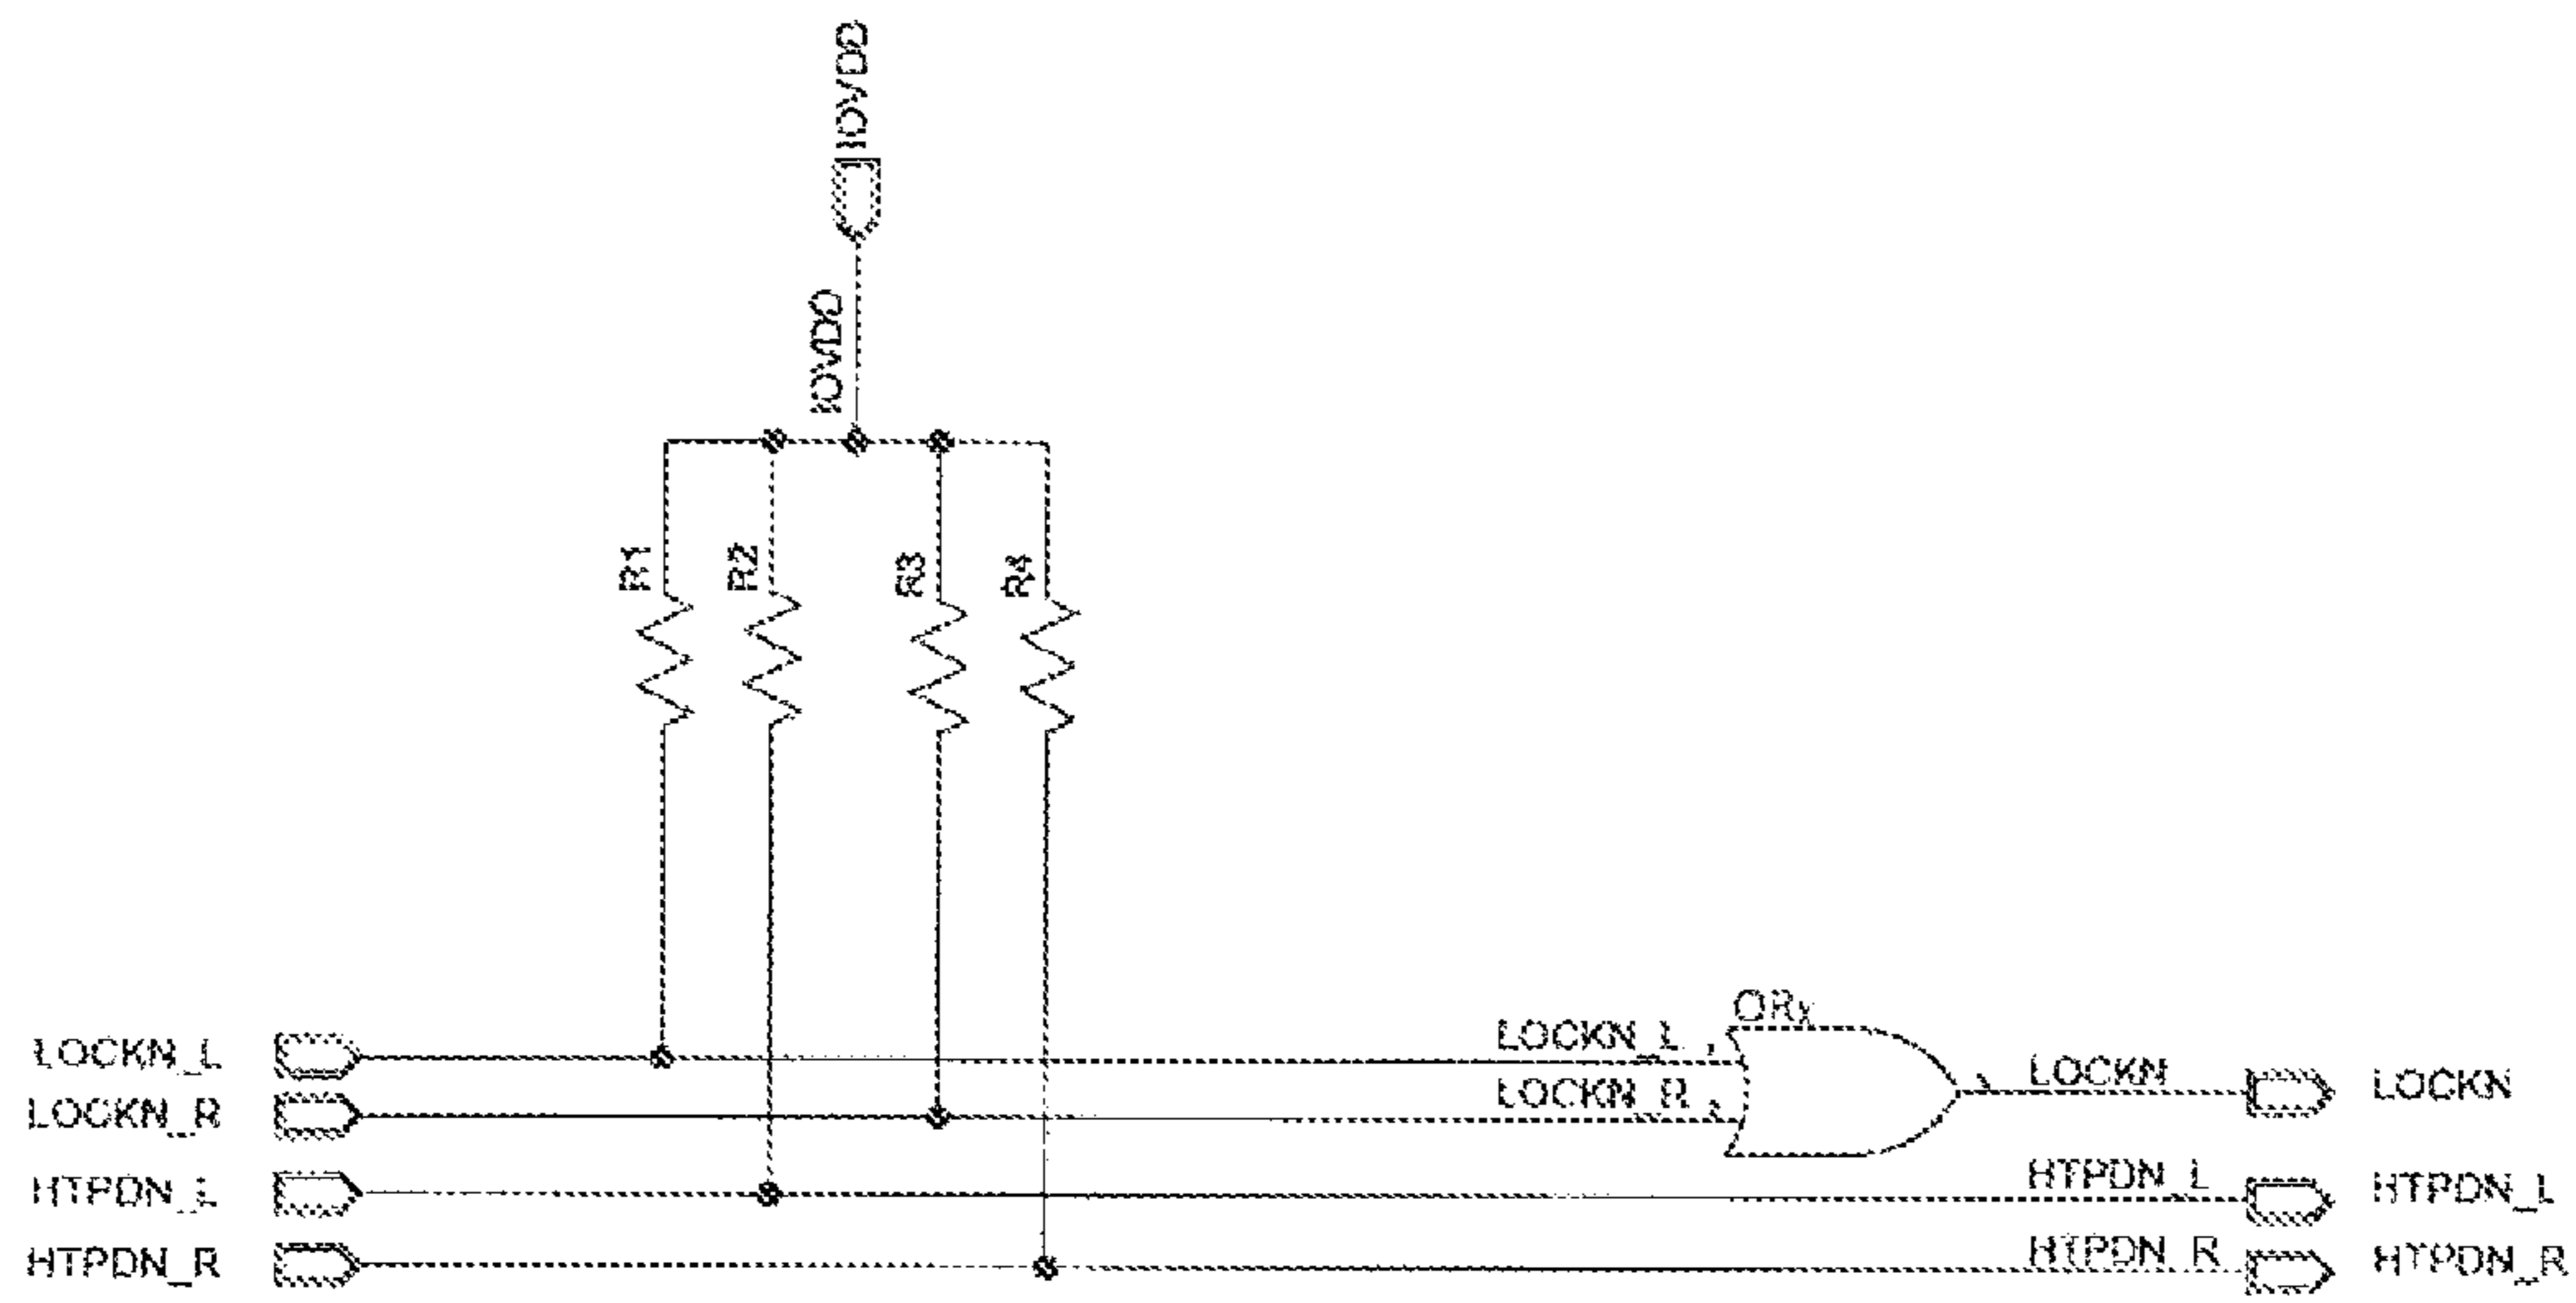 IOVDD
IOVDD
R1
R2
R3
R4
ORx
LOCKN_L
LOCKN_L
LOCKN
LOCKN
LOCKN_R
LOCKN_R
HTPDN_L
HTPDN_L
HTPDN_L
HTPDN_R
HTPDN_R
HTPDN_R